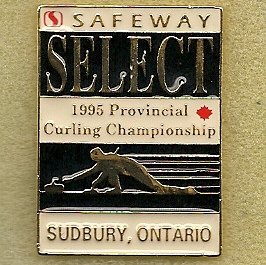 SAFEWAY
SELECT
1995 Provincial
Curling Championship
SUDBURY, ONTARIO